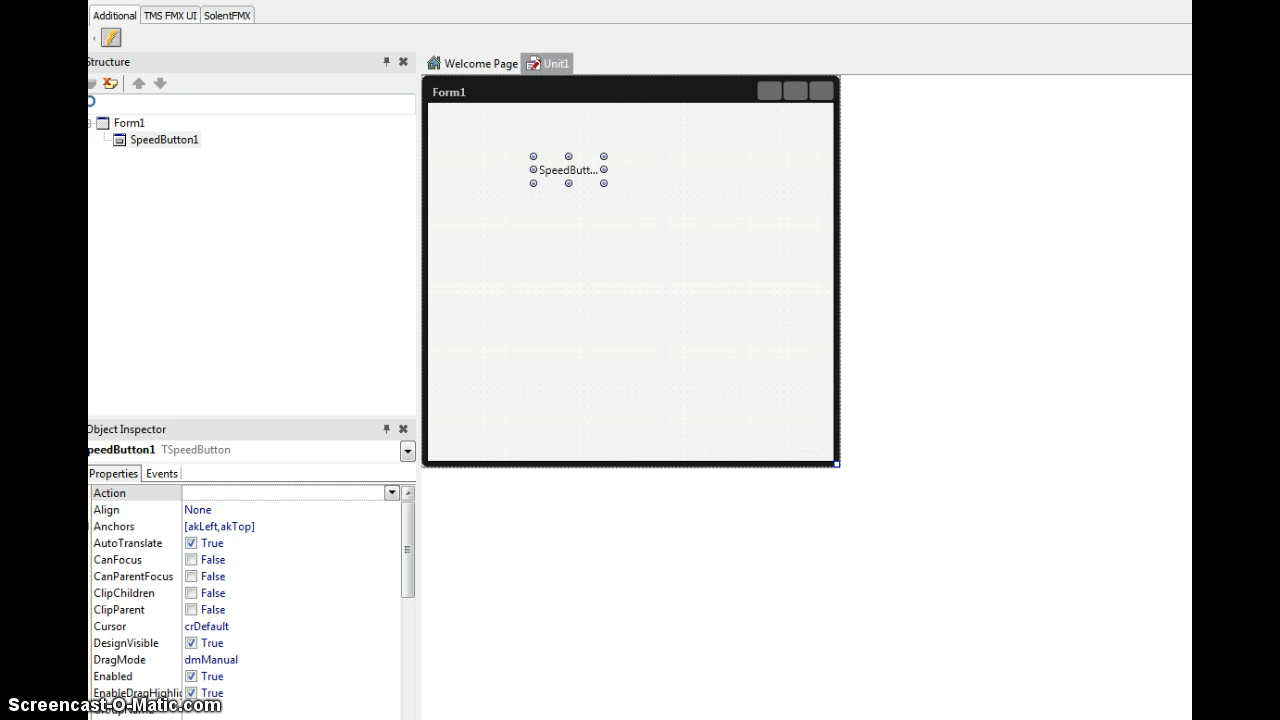 Additional TMS FMX UI SolentFMX
Structure
Welcome Page Unit1
Form1
Form1
SpeedButton1
SpeedButt...
Object Inspector
peedButton1 TSpeedButton
Properties Events
Action
Align None
Anchors [akLeft,akTop]
AutoTranslate True
CanFocus False
CanParentFocus False
ClipChildren False
ClipParent False
Cursor crDefault
DesignVisible True
DragMode dmManual
Enabled True
EnableDragHighlig True
Screencast-O-Matic.com